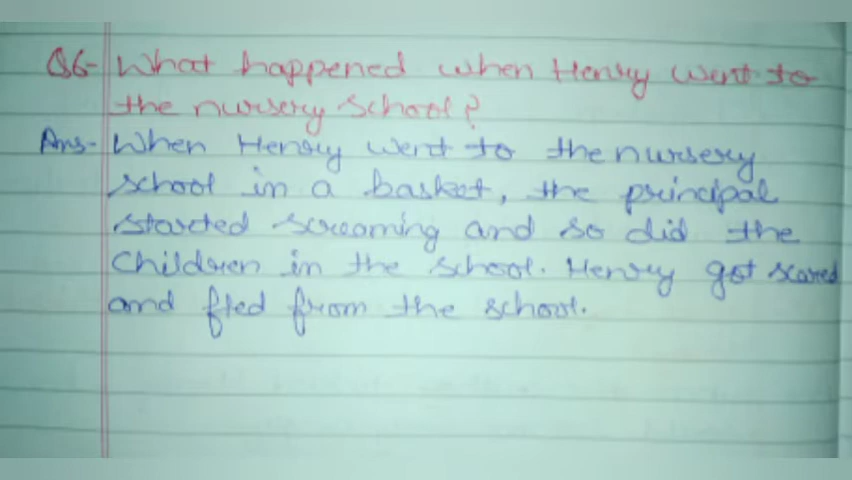 Q6- What happened when Henry went to
the nursery school?
Ans- When Henry went to the nursery
school in a basket, the principal
started screaming and so did the
children in the school. Henry got scared
and fled from the school.